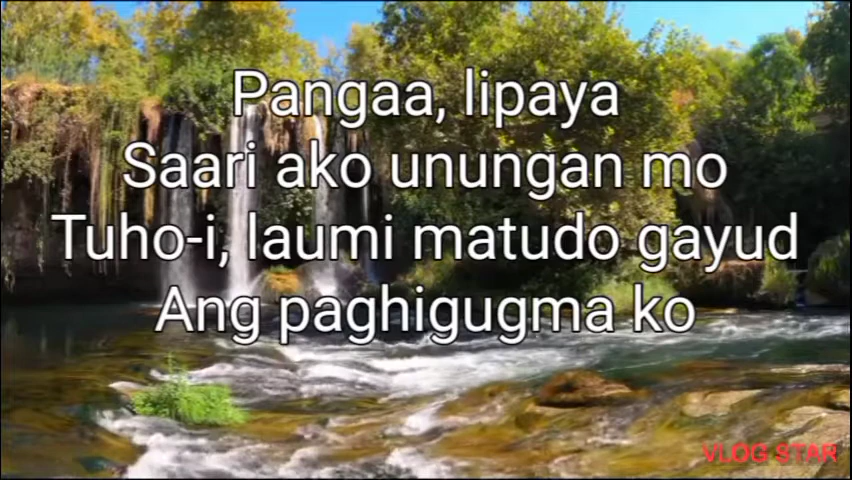 Pangaa, lipaya
Saari ako unungan mo
Tuho-i, laumi matudo gayud
Ang paghigugma ko
VLOG STAR